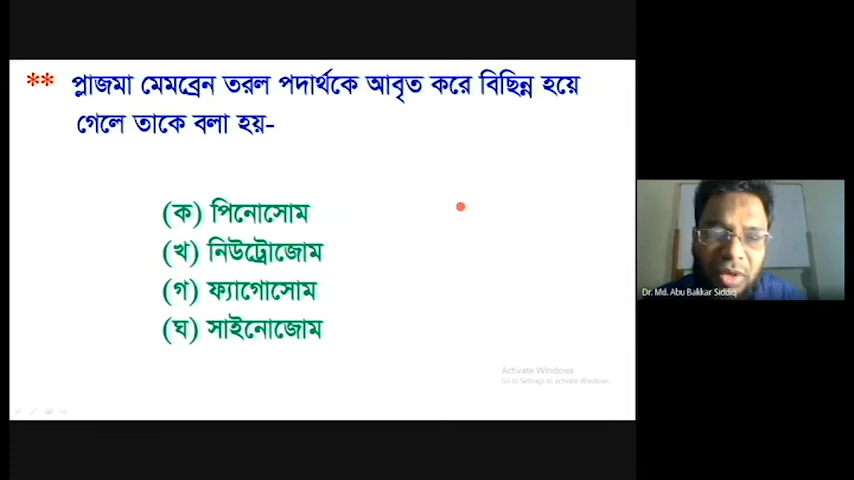 ** প্লাজমা মেমব্রেন তরল পদার্থকে আবৃত করে বিছিন্ন হয়ে
গেলে তাকে বলা হয়-
(ক) পিনোসোম
(খ) নিউট্রোজোম
(গ) ফ্যাগোসোম
(ঘ) সাইনোজোম
Dr. Md. Abu Bakkar Siddiq
Activate Windows
Go to Settings to activate Windows.